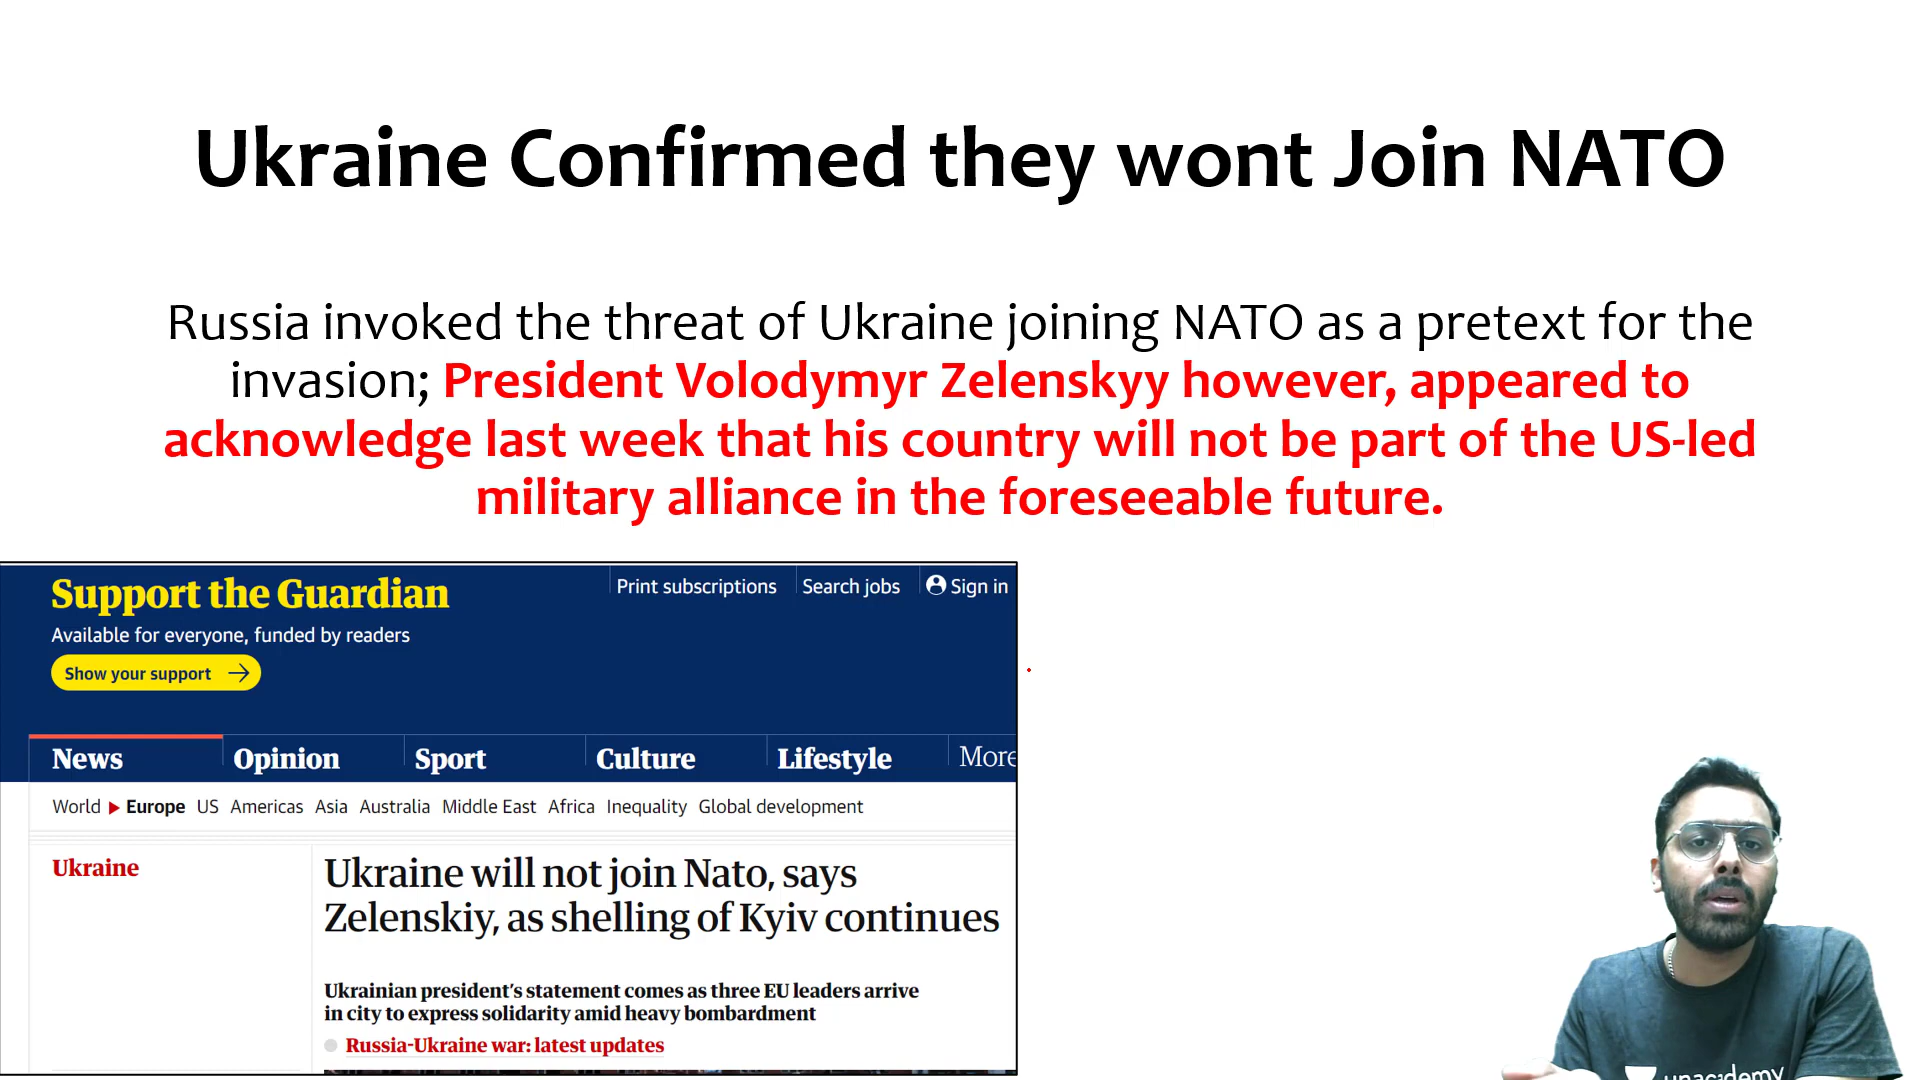 Ukraine Confirmed they wont Join NATO
Russia invoked the threat of Ukraine joining NATO as a pretext for the
invasion; President Volodymyr Zelenskyy however, appeared to
acknowledge last week that his country will not be part of the US-led
military alliance in the foreseeable future.
Support the Guardian
Available for everyone, funded by readers
Show your support
Print subscriptions Search jobs Sign in
News Opinion Sport Culture Lifestyle More
World Europe US Americas Asia Australia Middle East Africa Inequality Global development
Ukraine
Ukraine will not join Nato, says
Zelenskiy, as shelling of Kyiv continues
Ukrainian president's statement comes as three EU leaders arrive
in city to express solidarity amid heavy bombardment
Russia-Ukraine war: latest updates
unacademy